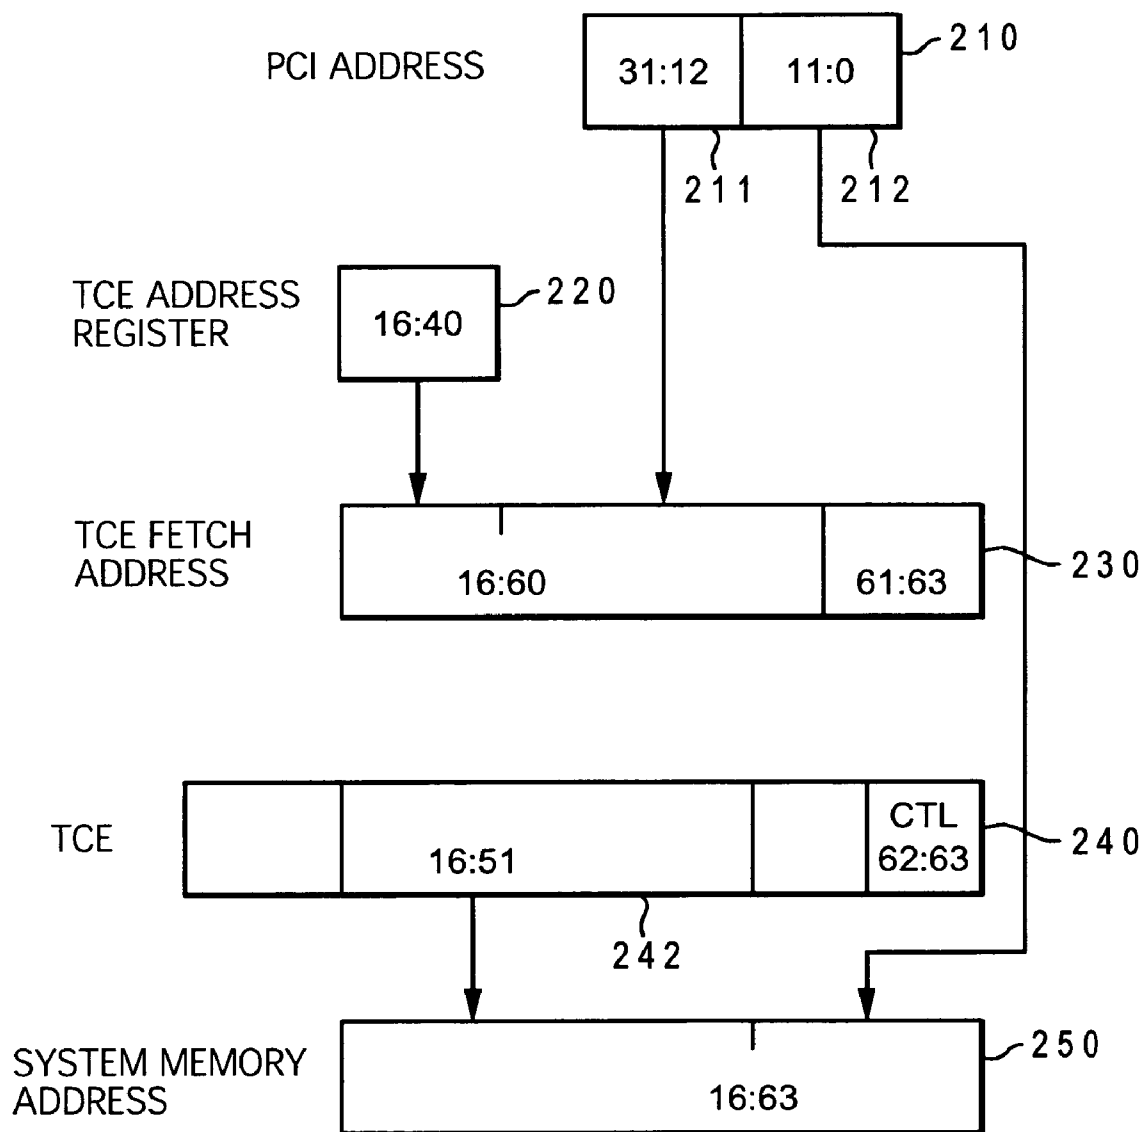 PCI ADDRESS
31:12
11:0
210
211
212
TCE ADDRESS
REGISTER
16:40
220
TCE FETCH
ADDRESS
16:60
61:63
230
TCE
16:51
CTL
62:63
240
242
SYSTEM MEMORY
ADDRESS
16:63
250